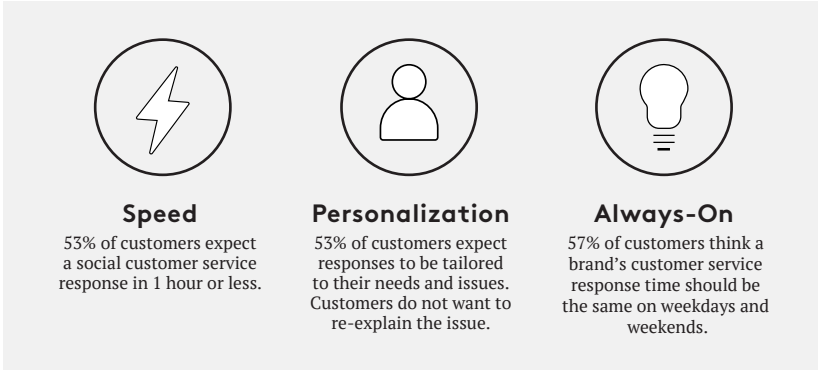 Speed
53% of customers expect
a social customer service
response in 1 hour or less.
Personalization
53% of customers expect
responses to be tailored
to their needs and issues.
Customers do not want to
re-explain the issue.
Always-On
57% of customers think a
brand’s customer service
response time should be
the same on weekdays and
weekends.